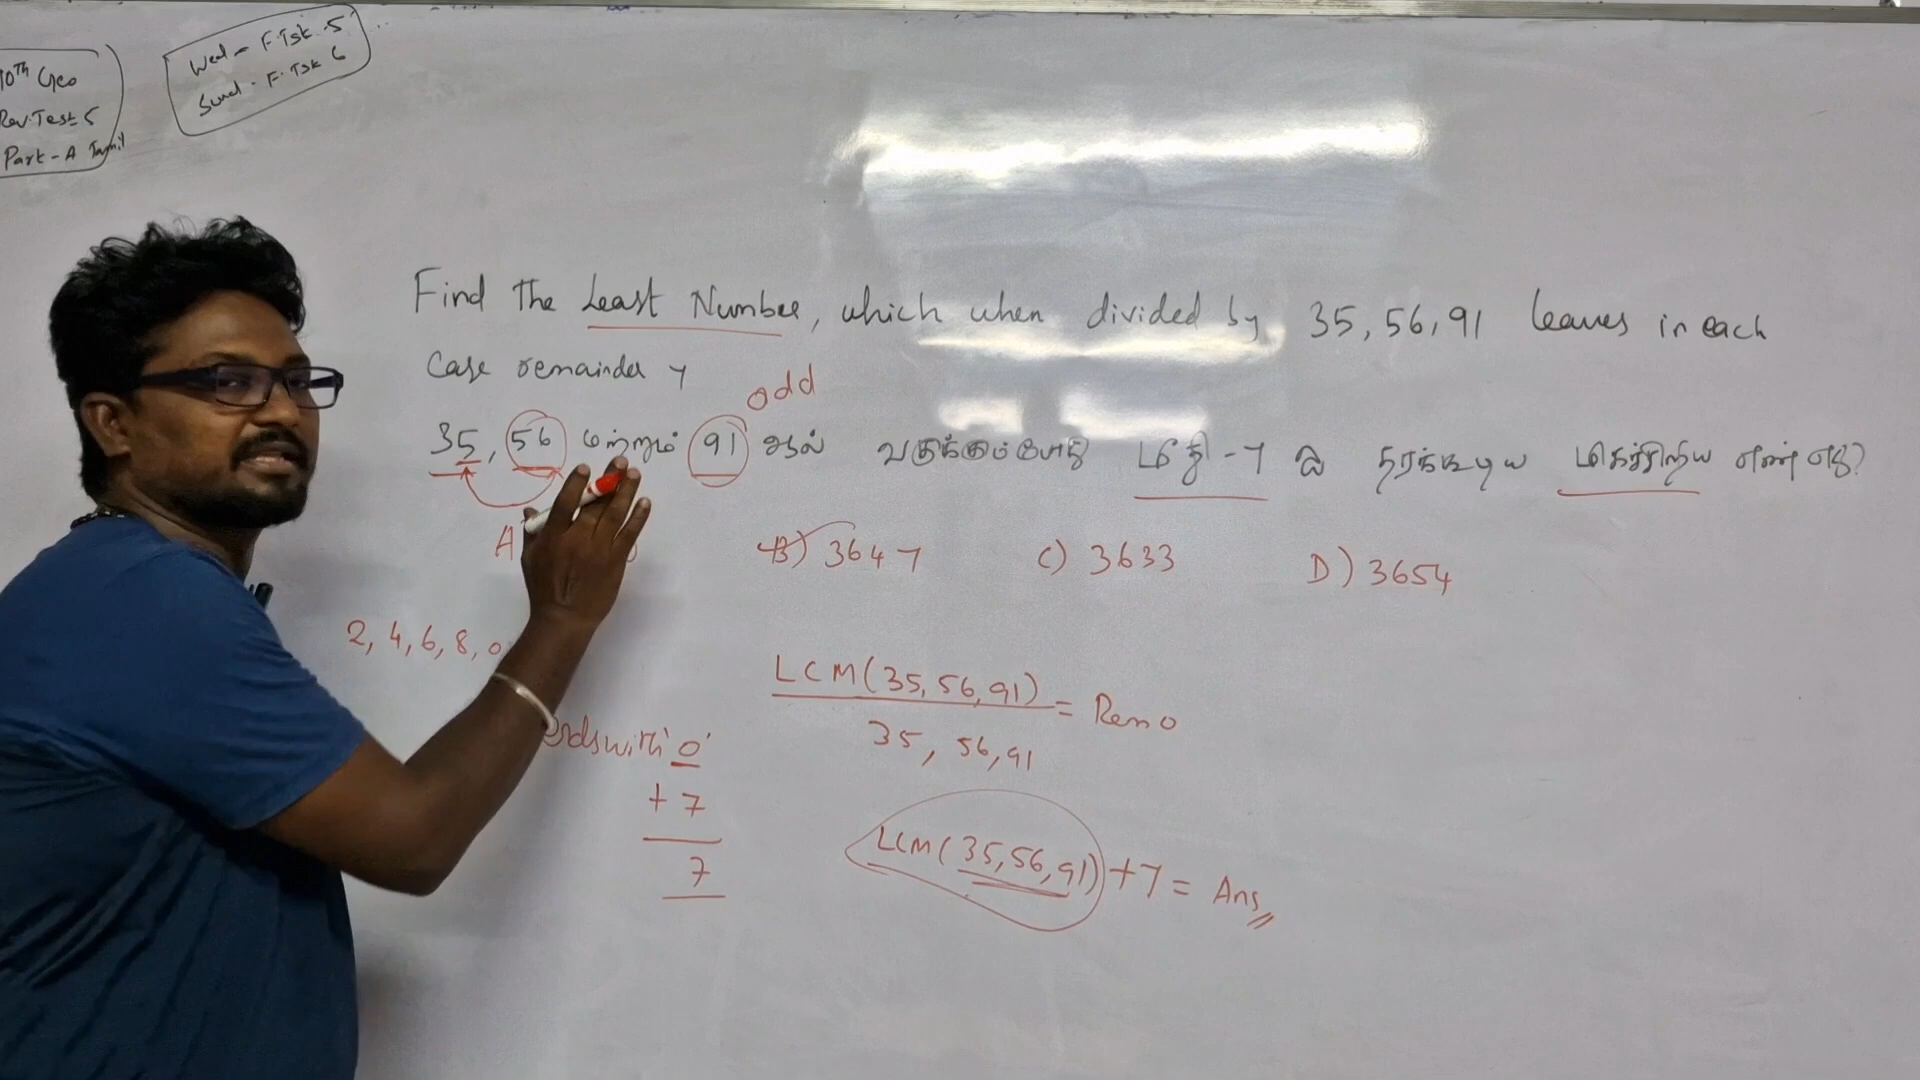 10th Geo
Rev.Test 5
Part-A Tamil
Wed - F.Tst-5
Sund - F.Tst 6
Find the Least Number, which when divided by 35,56,91 leaves in each
Case remainder 7
odd
35, 56 மற்றும் 91 ஆல் வகுக்கும்போது மீதி-7 ஐ தரக்கூடிய மிகச்சிறிய எண் எது?
A
B) 3647
C) 3633
D) 3654
2, 4, 6, 8, 0
LCM(35,56,91) = Rem 0
35, 56, 91
ends with '0'
+ 7
7
LCM(35,56,91)+7 = Ans